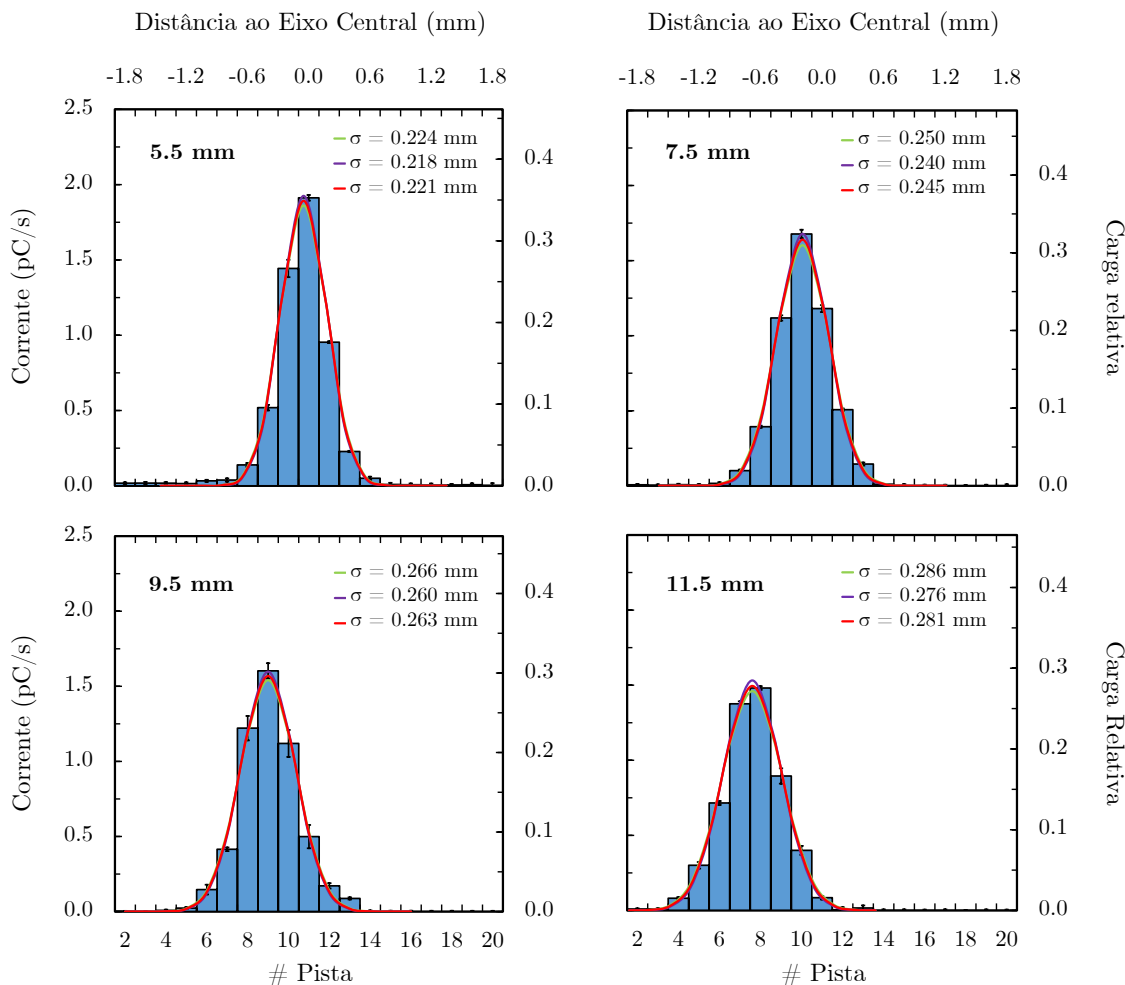 Distância ao Eixo Central (mm)
Distância ao Eixo Central (mm)
-1.8 -1.2 -0.6 0.0 0.6 1.2 1.8
-1.8 -1.2 -0.6 0.0 0.6 1.2 1.8
Corrente (pC/s)
2.5
2.0
1.5
1.0
0.5
0.0
5.5 mm
σ = 0.224 mm
σ = 0.218 mm
σ = 0.221 mm
0.4
0.3
0.2
0.1
0.0
7.5 mm
σ = 0.250 mm
σ = 0.240 mm
σ = 0.245 mm
0.4
0.3
0.2
0.1
0.0
Carga relativa
Corrente (pC/s)
2.5
2.0
1.5
1.0
0.5
0.0
9.5 mm
σ = 0.266 mm
σ = 0.260 mm
σ = 0.263 mm
0.4
0.3
0.2
0.1
0.0
2 4 6 8 10 12 14 16 18 20
# Pista
11.5 mm
σ = 0.286 mm
σ = 0.276 mm
σ = 0.281 mm
0.4
0.3
0.2
0.1
0.0
Carga Relativa
2 4 6 8 10 12 14 16 18 20
# Pista